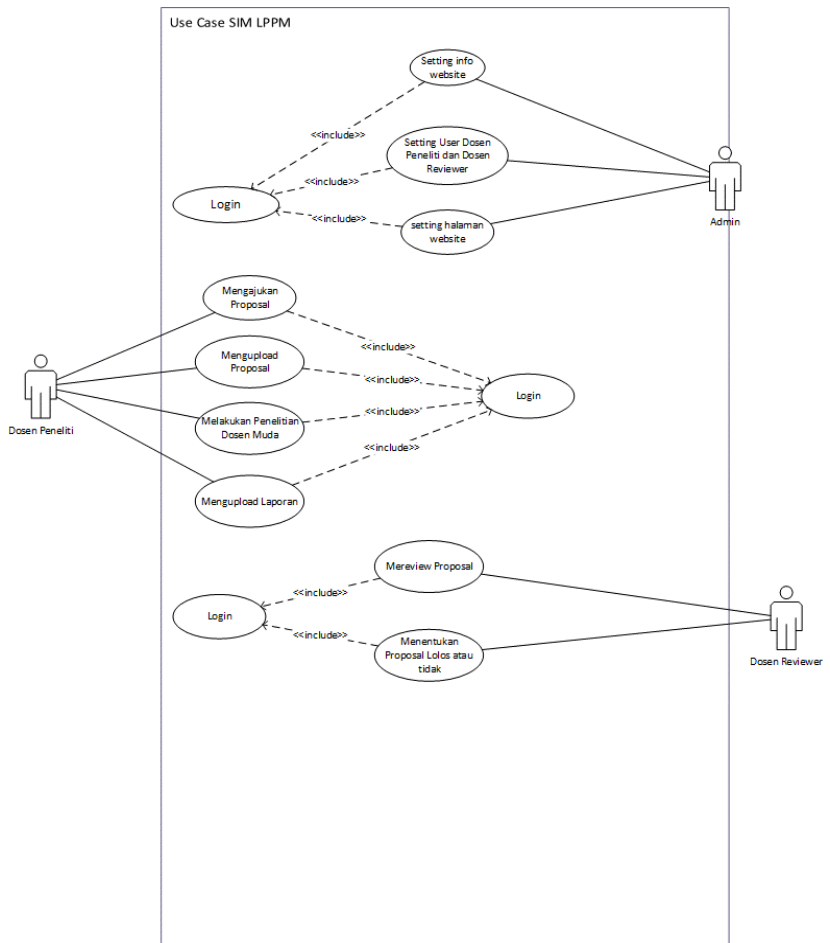 Use Case SIM LPPM
Setting info
website
<<include>>
Setting User Dosen
Peneliti dan Dosen
Reviewer
<<include>>
Login
<<include>>
setting halaman
website
Admin
Mengajukan
Proposal
<<include>>
Mengupload
Proposal
<<include>>
Login
<<include>>
Melakukan Penelitian
Dosen Muda
Dosen Peneliti
<<include>>
Mengupload Laporan
Mereview Proposal
<<include>>
Login
<<include>>
Menentukan
Proposal Lolos atau
tidak
Dosen Reviewer